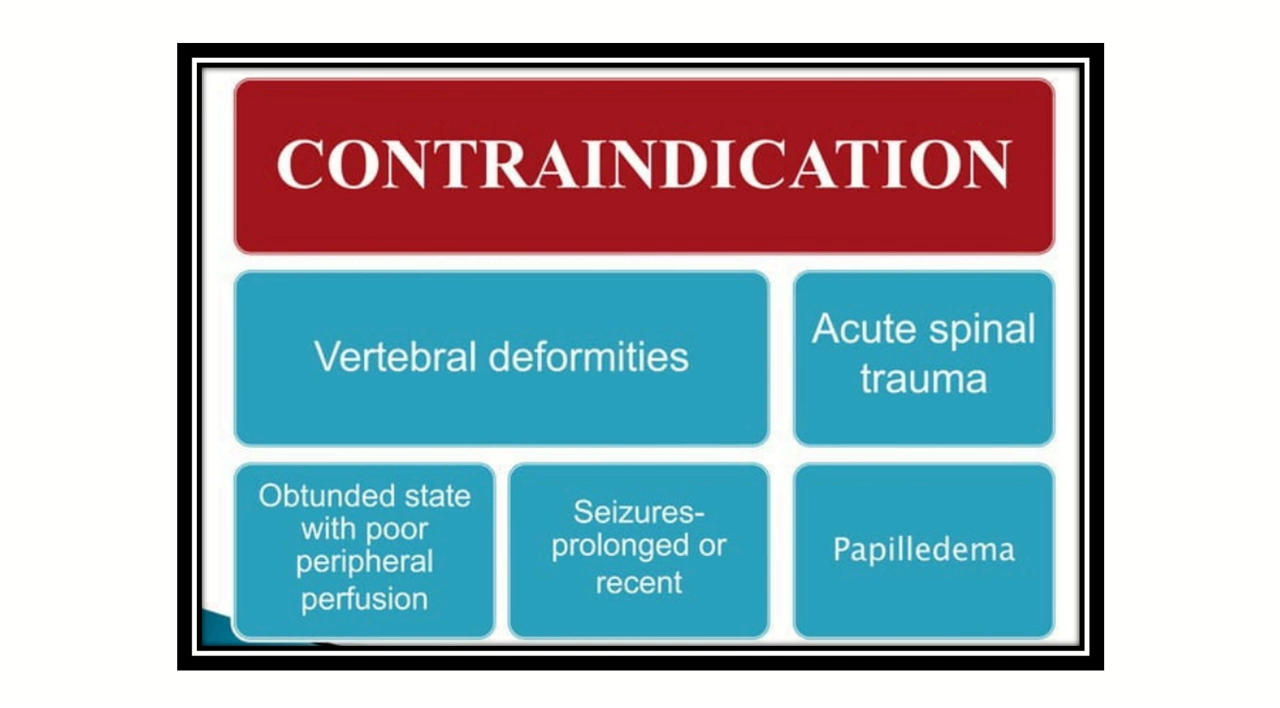 CONTRAINDICATION
Vertebral deformities
Acute spinal
trauma
Obtunded state
with poor
peripheral
perfusion
Seizures-
prolonged or
recent
Papilledema